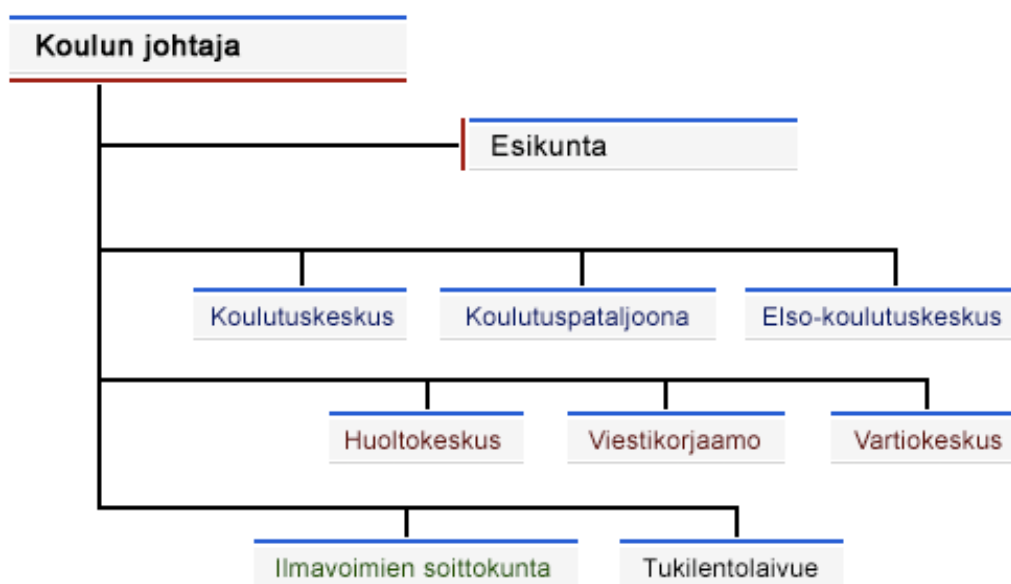 Koulun johtaja
Esikunta
Koulutuskeskus
Koulutuspataljoona
Elso-koulutuskeskus
Huoltokeskus
Viestikorjaamo
Vartiokeskus
Ilmavoimien soittokunta
Tukilentolaivue